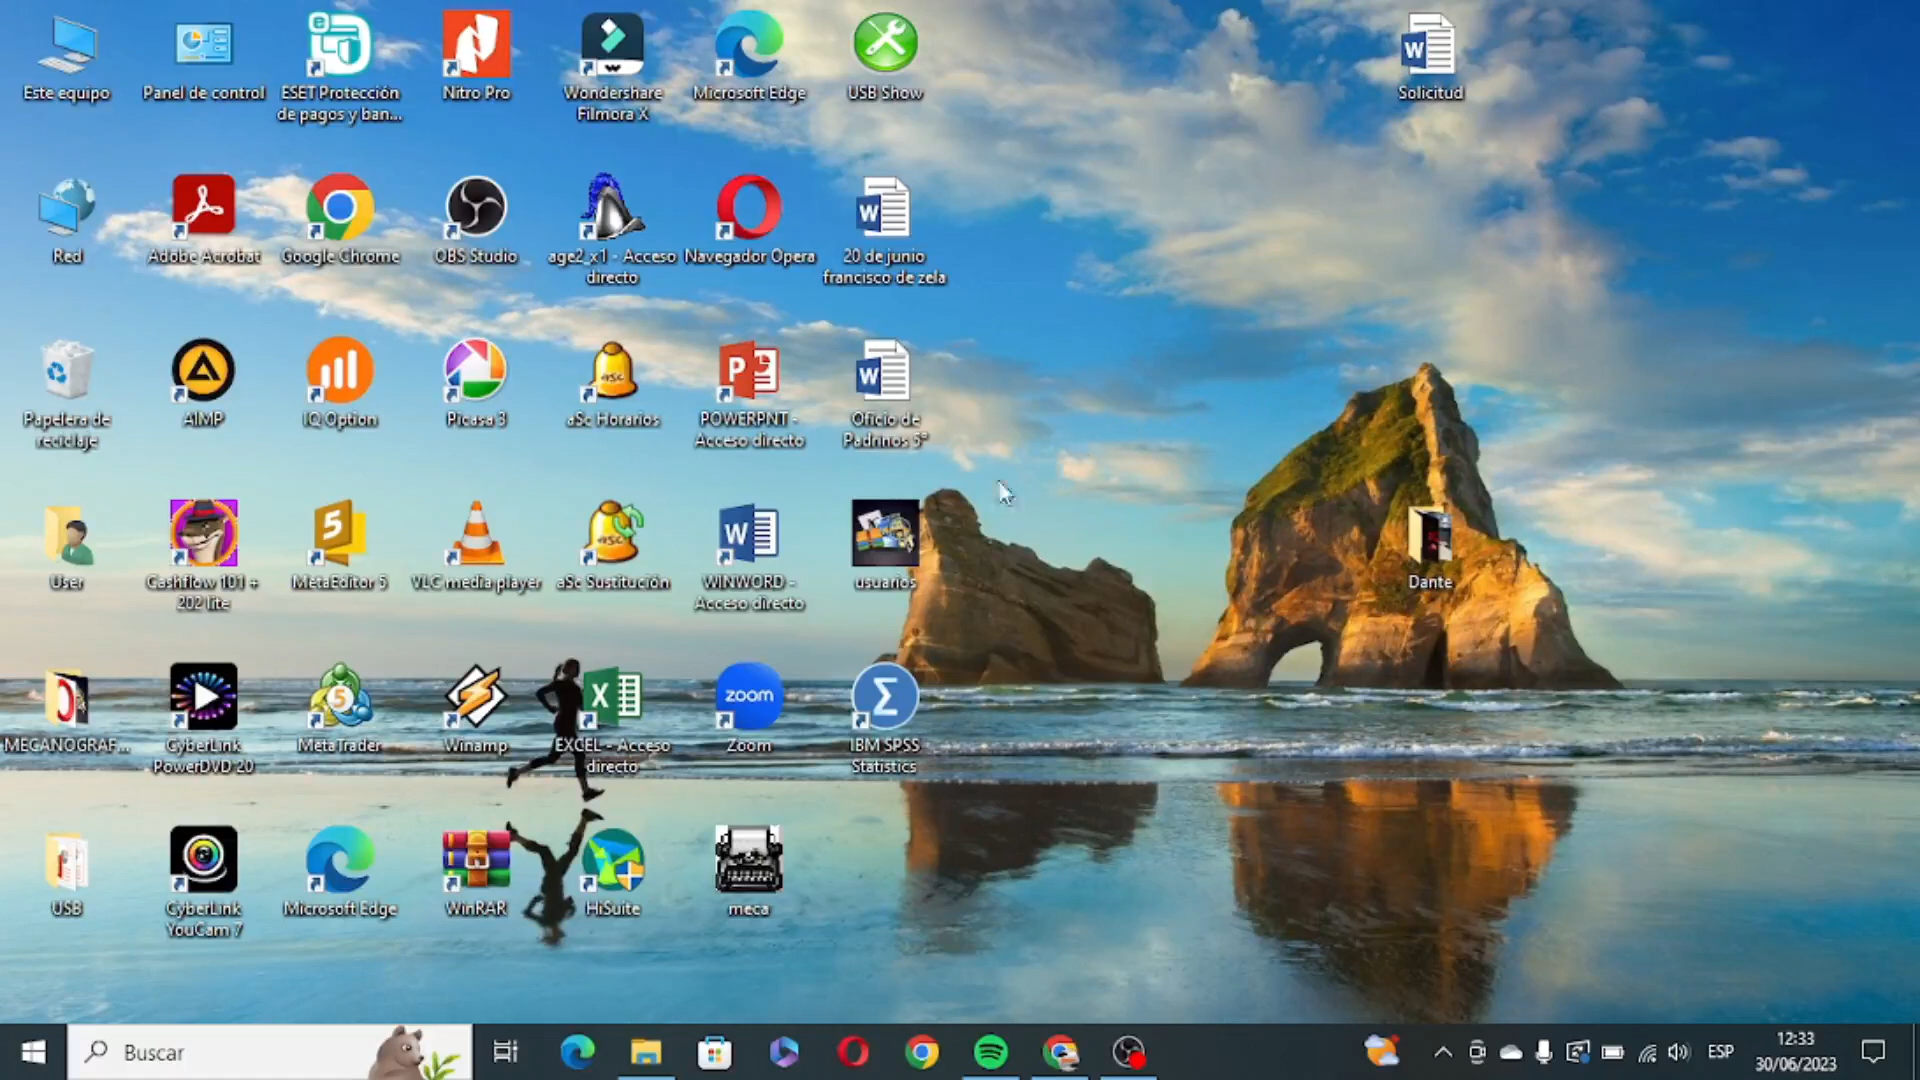 Este equipo
Panel de control
ESET Protección
de pagos y ban...
Nitro Pro
Wondershare
Filmora X
Microsoft Edge
USB Show
Solicitud
Red
Adobe Acrobat
Google Chrome
OBS Studio
age2_x1 - Acceso
directo
Navegador Opera
20 de junio
francisco de zela
Papelera de
reciclaje
AIMP
IQ Option
Picasa 3
aSc Horarios
POWERPNT -
Acceso directo
Oficio de
Padrinos 5°
User
Cashflow 101 +
202 lite
MetaEditor 5
VLC media player
aSc Sustitución
WINWORD -
Acceso directo
usuarios
Dante
MECANOGRAF...
CyberLink
PowerDVD 20
MetaTrader
Winamp
EXCEL - Acceso
directo
zoom
Zoom
IBM SPSS
Statistics
USB
CyberLink
YouCam 7
Microsoft Edge
WinRAR
HiSuite
meca
Buscar
ESP
12:33
30/06/2023